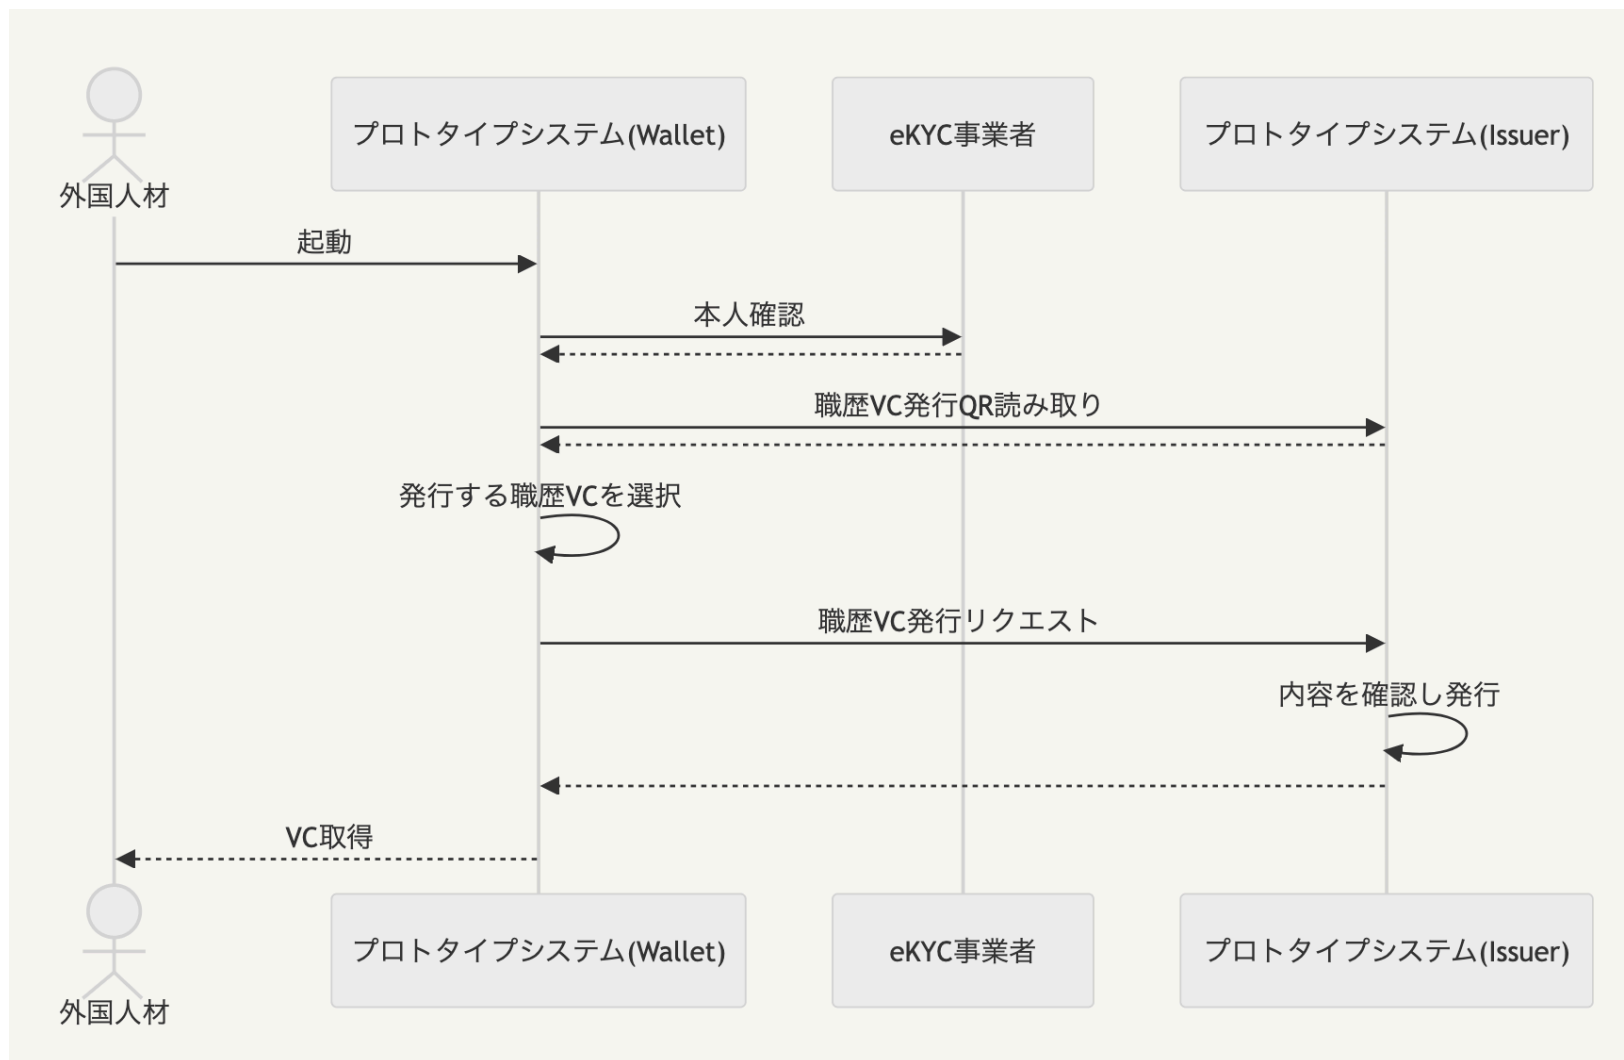 外国人材
プロトタイプシステム(Wallet)
eKYC事業者
プロトタイプシステム(Issuer)
起動
本人確認
職歴VC発行QR読み取り
発行する職歴VCを選択
職歴VC発行リクエスト
内容を確認し発行
VC取得
外国人材
プロトタイプシステム(Wallet)
eKYC事業者
プロトタイプシステム(Issuer)